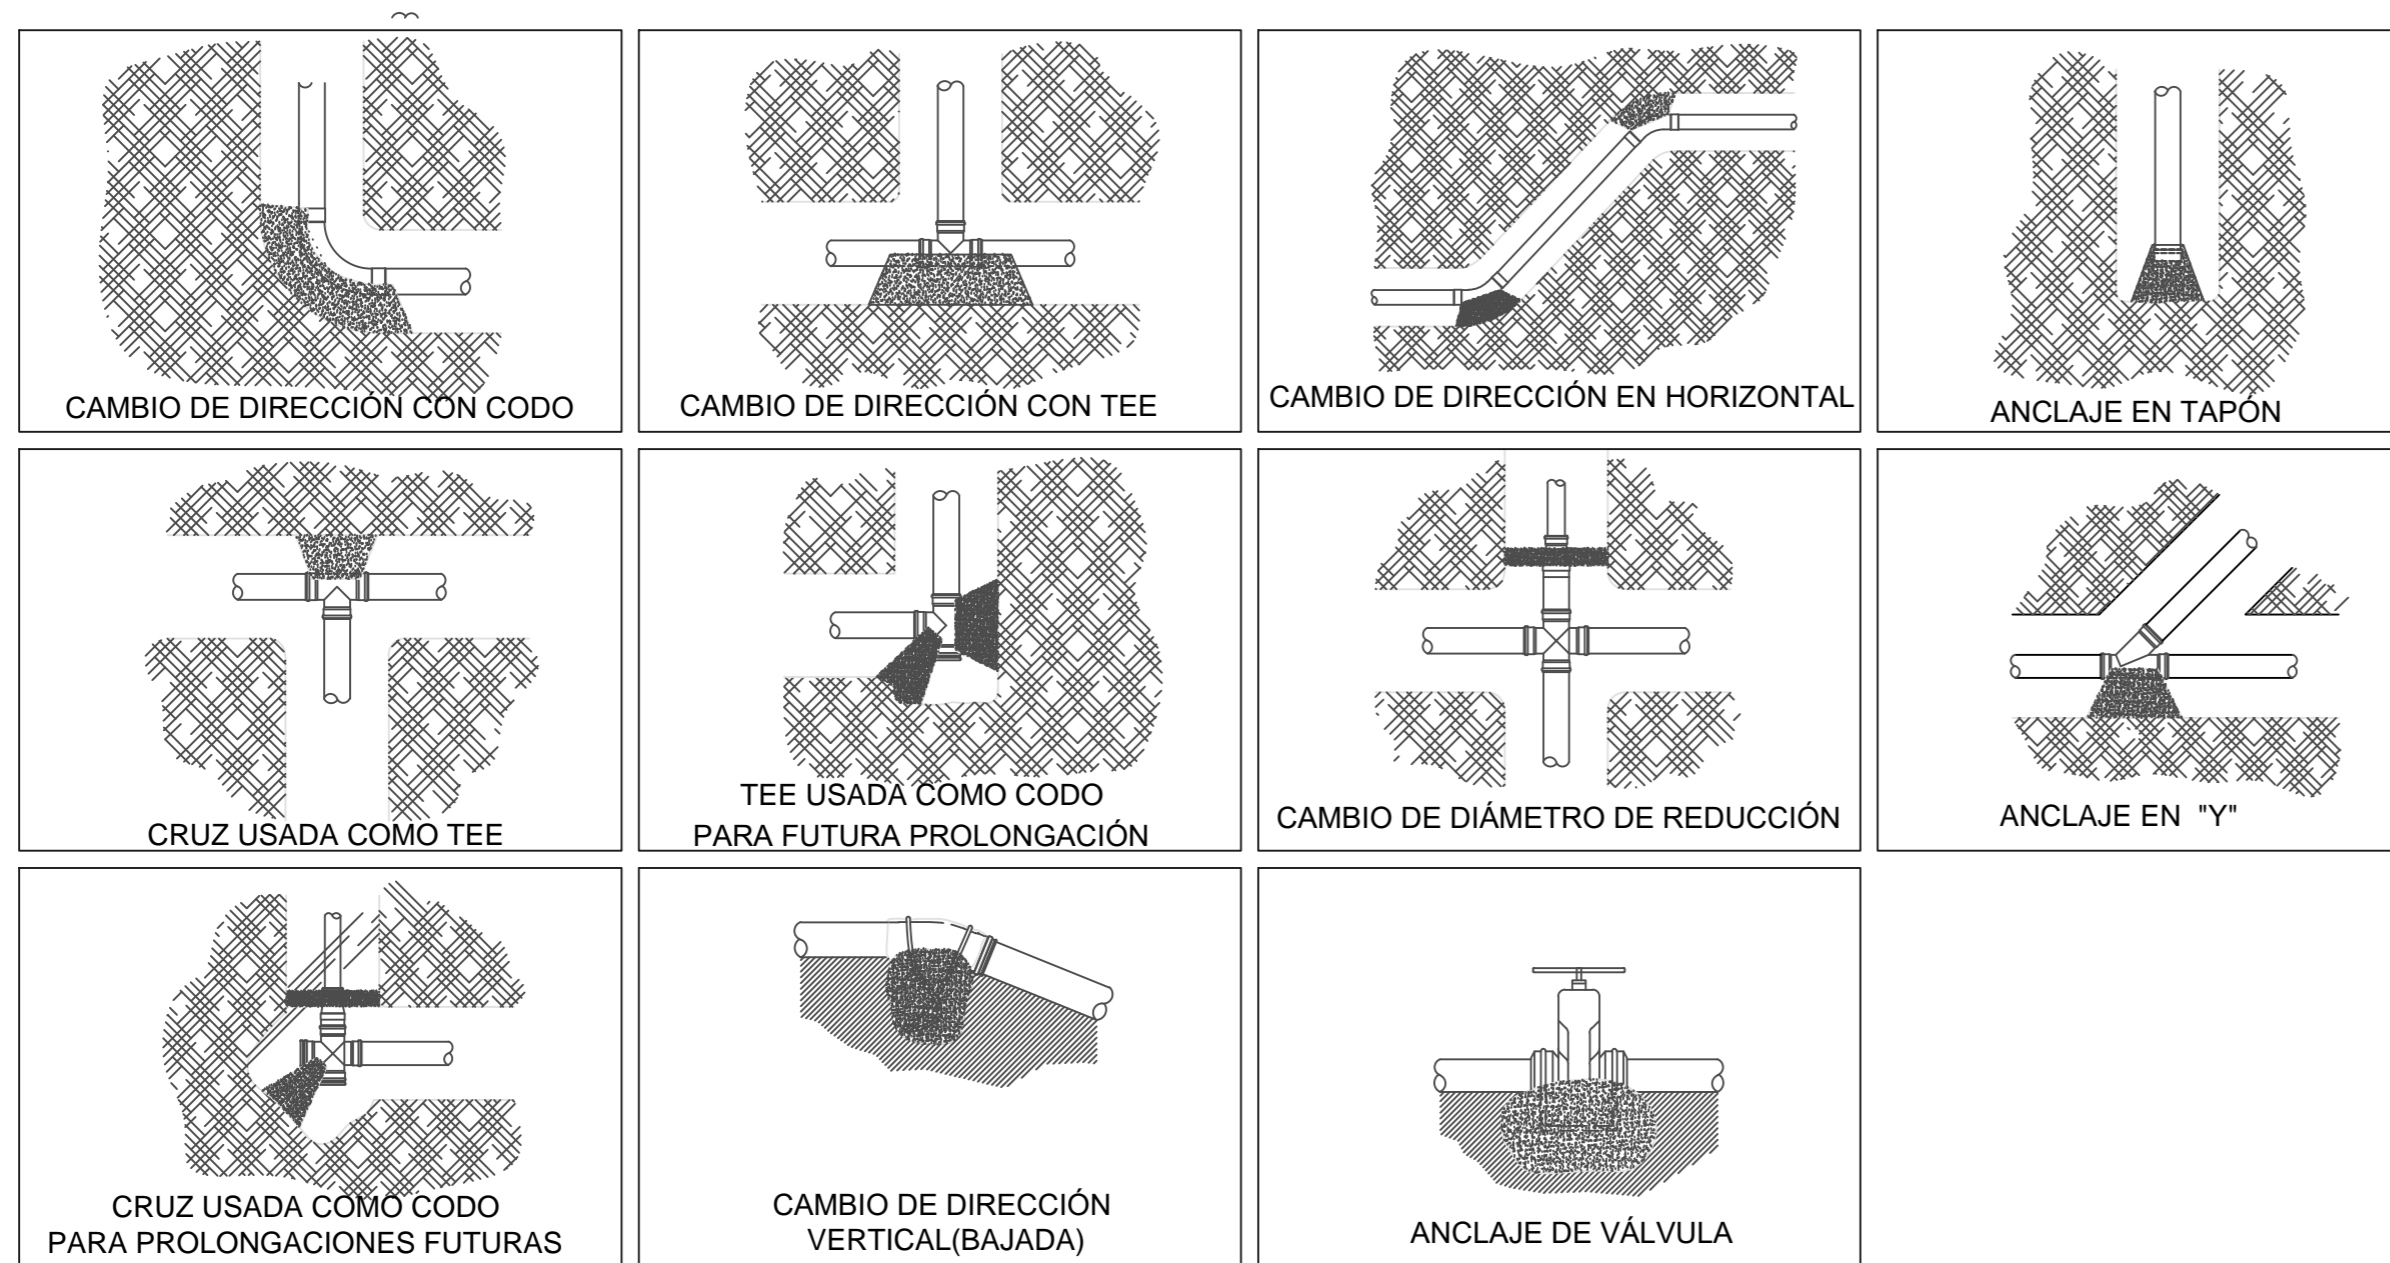 CAMBIO DE DIRECCIÓN CON CODO
CAMBIO DE DIRECCIÓN CON TEE
CAMBIO DE DIRECCIÓN EN HORIZONTAL
ANCLAJE EN TAPÓN
CRUZ USADA COMO TEE
TEE USADA COMO CODO
PARA FUTURA PROLONGACIÓN
CAMBIO DE DIÁMETRO DE REDUCCIÓN
ANCLAJE EN "Y"
CRUZ USADA COMO CODO
PARA PROLONGACIONES FUTURAS
CAMBIO DE DIRECCIÓN
VERTICAL(BAJADA)
ANCLAJE DE VÁLVULA